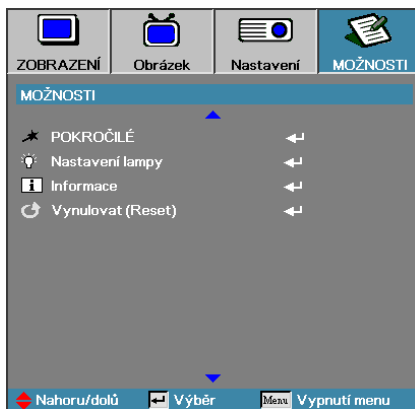 ZOBRAZENÍ Obrázek Nastavení MOŽNOSTI
MOŽNOSTI
POKROČILÉ
Nastavení lampy
i Informace
Vynulovat (Reset)
Nahoru/dolů Výběr Menu Vypnutí menu